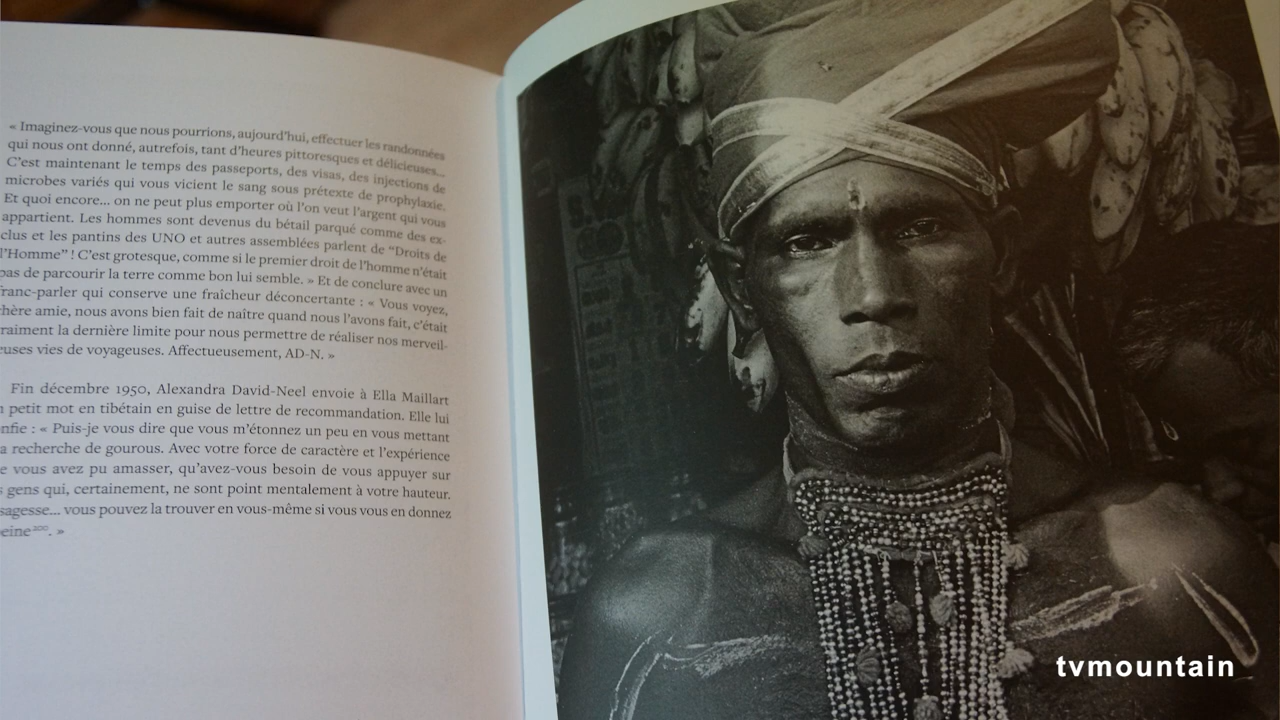 « Imaginez-vous que nous pourrions, aujourd'hui, effectuer les randonnées
qui nous ont donné, autrefois, tant d'heures pittoresques et délicieuses...
C'est maintenant le temps des passeports, des visas, des injections de
microbes variés qui vous vicient le sang sous prétexte de prophylaxie.
Et quoi encore... on ne peut plus emporter où l'on veut l'argent qui vous
appartient. Les hommes sont devenus du bétail parqué comme des ex-
clus et les pantins des UNO et autres assemblées parlent de “Droits de
l'Homme” ! C'est grotesque, comme si le premier droit de l'homme n'était
pas de parcourir la terre comme bon lui semble. » Et de conclure avec un
franc-parler qui conserve une fraîcheur déconcertante : « Vous voyez,
hère amie, nous avons bien fait de naître quand nous l'avons fait, c'était
raiment la dernière limite pour nous permettre de réaliser nos merveil-
euses vies de voyageuses. Affectueusement, AD-N. »
Fin décembre 1950, Alexandra David-Neel envoie à Ella Maillart
petit mot en tibétain en guise de lettre de recommandation. Elle lui
nfie : « Puis-je vous dire que vous m'étonnez un peu en vous mettant
a recherche de gourous. Avec votre force de caractère et l'expérience
e vous avez pu amasser, qu'avez-vous besoin de vous appuyer sur
s gens qui, certainement, ne sont point mentalement à votre hauteur.
sagesse... vous pouvez la trouver en vous-même si vous vous en donnez
eine²⁰⁰. »
tvmountain